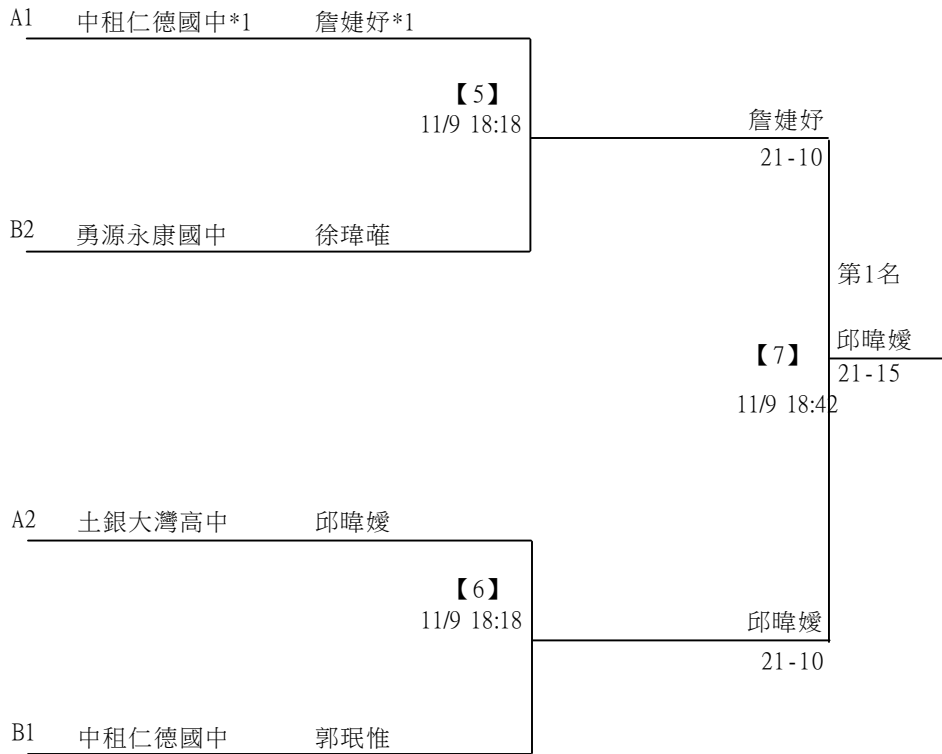 A1 中租仁德國中*1 詹婕妤*1
【5】
11/9 18:18
詹婕妤
21-10
B2 勇源永康國中 徐瑋蓶
第1名
邱暐嬡
【7】
21-15
11/9 18:42
A2 土銀大灣高中 邱暐嬡
【6】
11/9 18:18
邱暐嬡
21-10
B1 中租仁德國中 郭珉惟